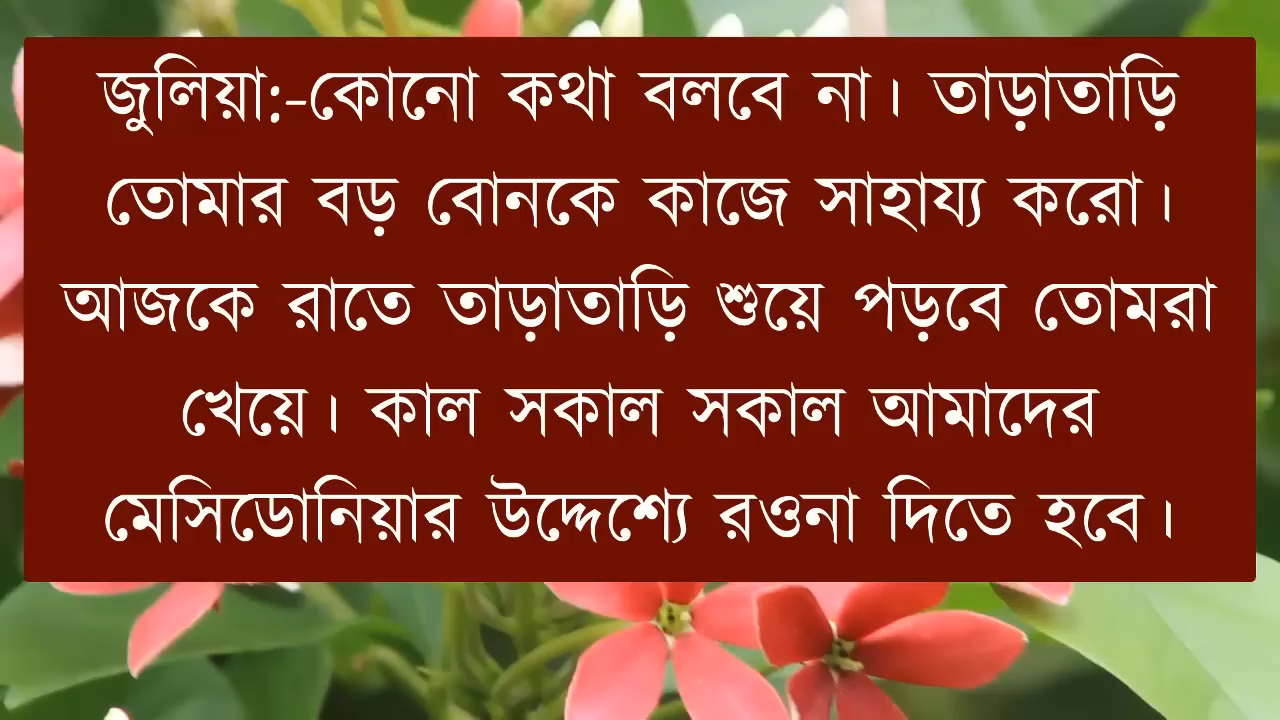 জুলিয়া:-কোনো কথা বলবে না। তাড়াতাড়ি
তোমার বড় বোনকে কাজে সাহায্য করো।
আজকে রাতে তাড়াতাড়ি শুয়ে পড়বে তোমরা
খেয়ে। কাল সকাল সকাল আমাদের
মেসিডোনিয়ার উদ্দেশ্যে রওনা দিতে হবে।